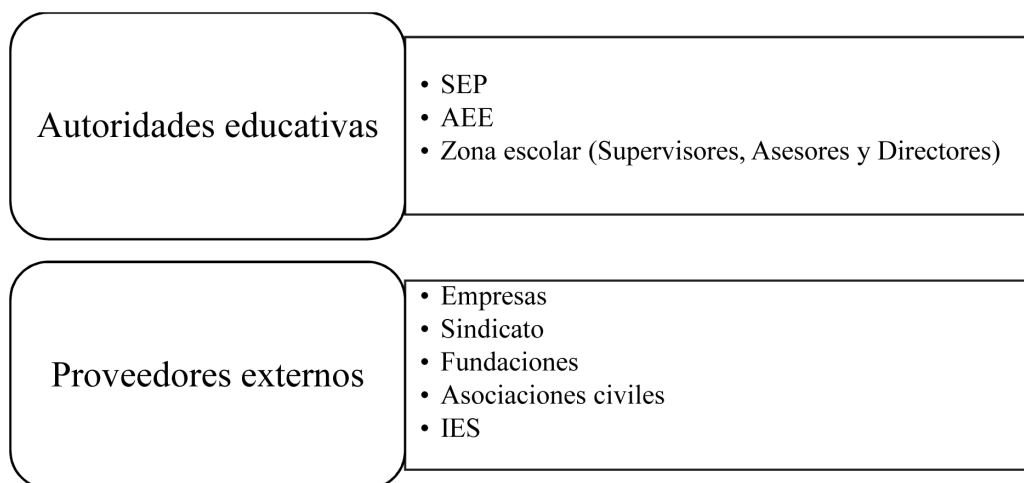 Autoridades educativas
• SEP
• AEE
• Zona escolar (Supervisores, Asesores y Directores)
Proveedores externos
• Empresas
• Sindicato
• Fundaciones
• Asociaciones civiles
• IES